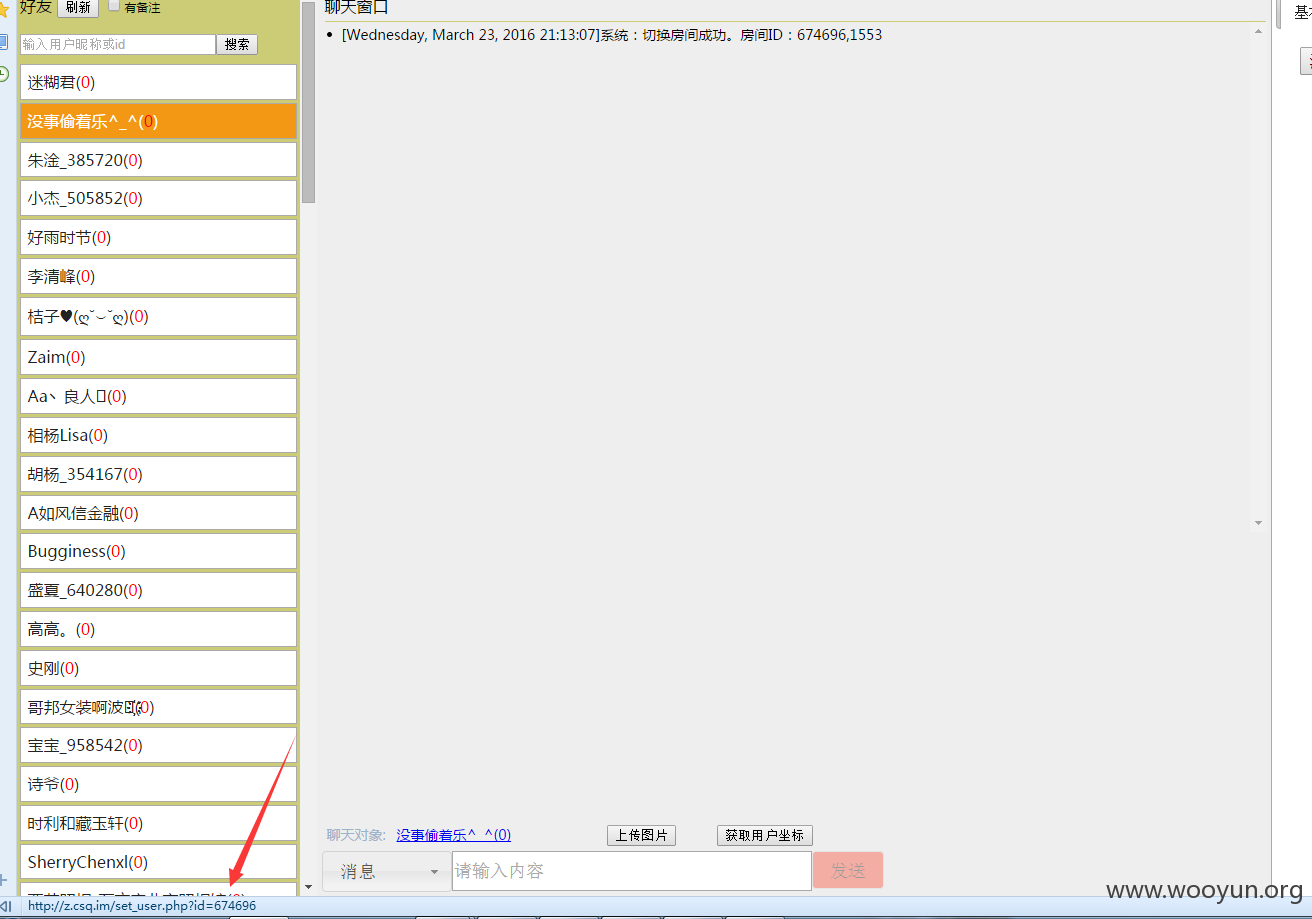 好友 刷新 有备注
输入用户昵称或id 搜索
迷糊君(0)
没事偷着乐^_^(0)
朱淦_385720(0)
小杰_505852(0)
好雨时节(0)
李清峰(0)
桔子♥(ღ˘⌣˘ღ)(0)
Zaim(0)
Aa丶良人(0)
相杨Lisa(0)
胡杨_354167(0)
A如风信金融(0)
Bugginess(0)
盛夏_640280(0)
高高。(0)
史刚(0)
哥邦女装啊波(0)
宝宝_958542(0)
诗爷(0)
时利和藏玉轩(0)
SherryChenxl(0)
http://z.csq.im/set_user.php?id=674696
聊天窗口
[Wednesday, March 23, 2016 21:13:07]系统：切换房间成功。房间ID：674696,1553
聊天对象: 没事偷着乐^_^(0) 上传图片 获取用户坐标
消息 请输入内容 发送
www.wooyun.org